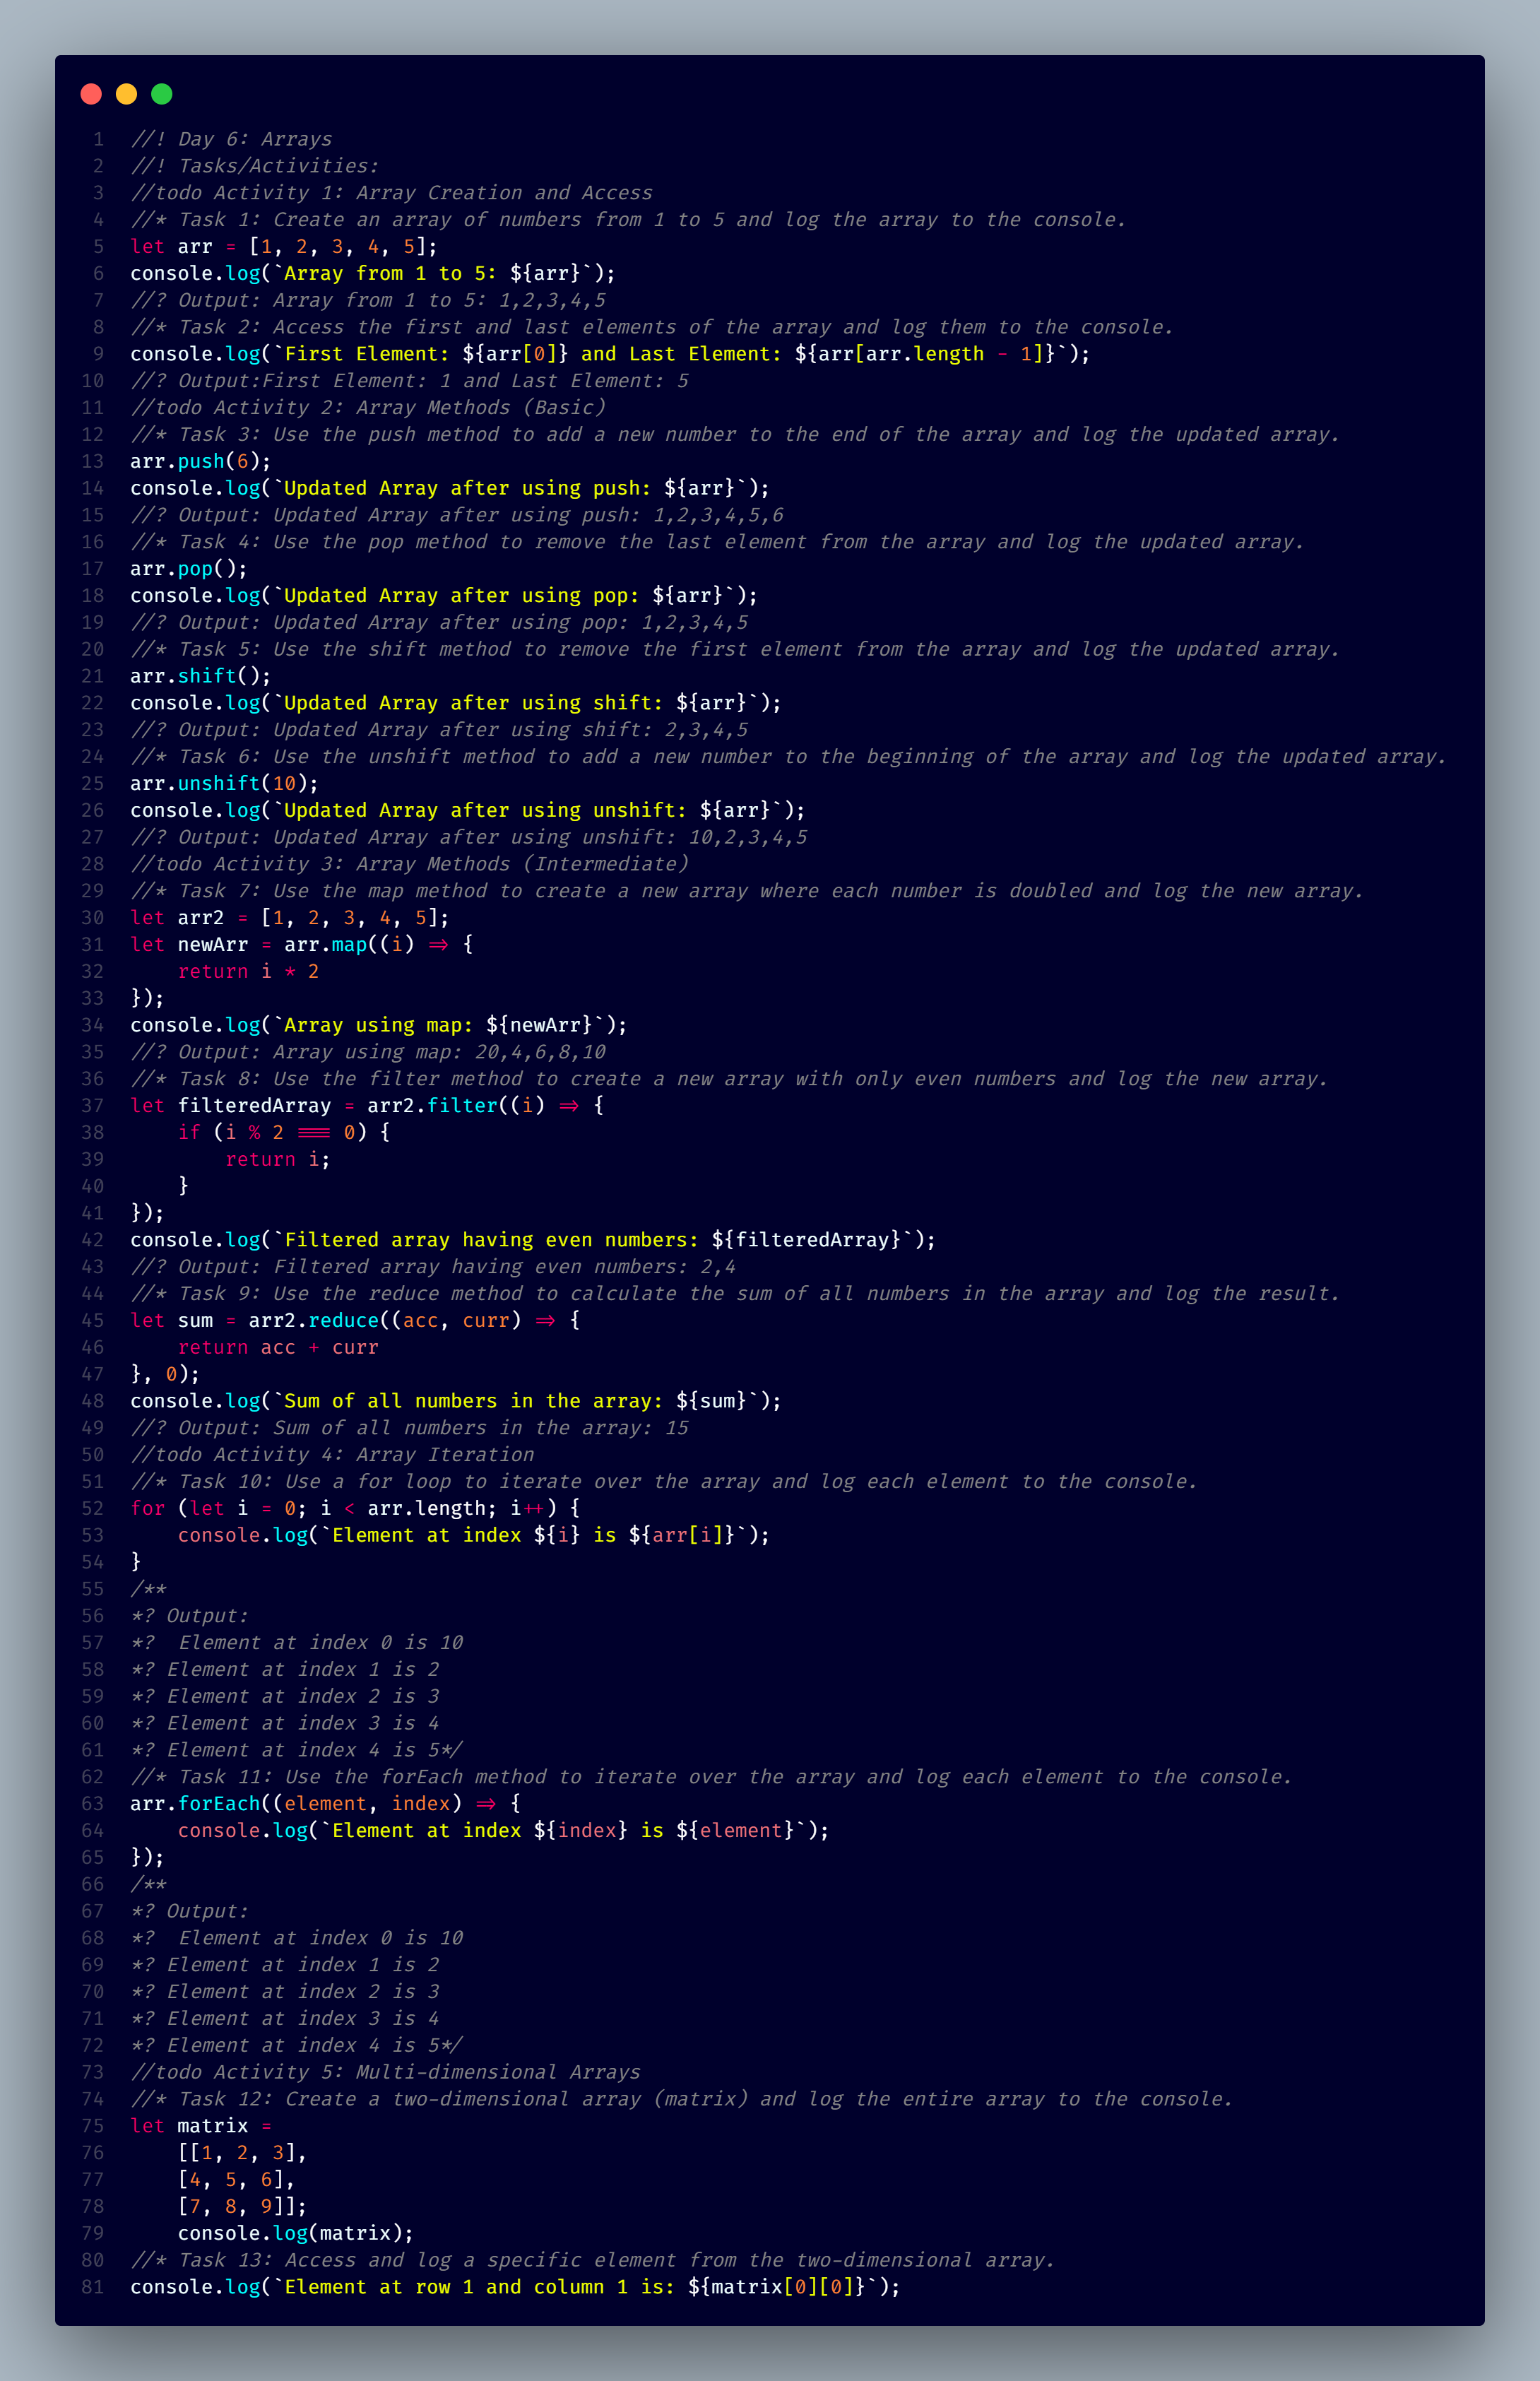 1 //! Day 6: Arrays
2 //! Tasks/Activities:
3 //todo Activity 1: Array Creation and Access
4 //* Task 1: Create an array of numbers from 1 to 5 and log the array to the console.
5 let arr = [1, 2, 3, 4, 5];
6 console.log(`Array from 1 to 5: ${arr}`);
7 //? Output: Array from 1 to 5: 1,2,3,4,5
8 //* Task 2: Access the first and last elements of the array and log them to the console.
9 console.log(`First Element: ${arr[0]} and Last Element: ${arr[arr.length - 1]}`);
10 //? Output:First Element: 1 and Last Element: 5
11 //todo Activity 2: Array Methods (Basic)
12 //* Task 3: Use the push method to add a new number to the end of the array and log the updated array.
13 arr.push(6);
14 console.log(`Updated Array after using push: ${arr}`);
15 //? Output: Updated Array after using push: 1,2,3,4,5,6
16 //* Task 4: Use the pop method to remove the last element from the array and log the updated array.
17 arr.pop();
18 console.log(`Updated Array after using pop: ${arr}`);
19 //? Output: Updated Array after using pop: 1,2,3,4,5
20 //* Task 5: Use the shift method to remove the first element from the array and log the updated array.
21 arr.shift();
22 console.log(`Updated Array after using shift: ${arr}`);
23 //? Output: Updated Array after using shift: 2,3,4,5
24 //* Task 6: Use the unshift method to add a new number to the beginning of the array and log the updated array.
25 arr.unshift(10);
26 console.log(`Updated Array after using unshift: ${arr}`);
27 //? Output: Updated Array after using unshift: 10,2,3,4,5
28 //todo Activity 3: Array Methods (Intermediate)
29 //* Task 7: Use the map method to create a new array where each number is doubled and log the new array.
30 let arr2 = [1, 2, 3, 4, 5];
31 let newArr = arr.map((i) => {
32     return i * 2
33 });
34 console.log(`Array using map: ${newArr}`);
35 //? Output: Array using map: 20,4,6,8,10
36 //* Task 8: Use the filter method to create a new array with only even numbers and log the new array.
37 let filteredArray = arr2.filter((i) => {
38     if (i % 2 === 0) {
39         return i;
40     }
41 });
42 console.log(`Filtered array having even numbers: ${filteredArray}`);
43 //? Output: Filtered array having even numbers: 2,4
44 //* Task 9: Use the reduce method to calculate the sum of all numbers in the array and log the result.
45 let sum = arr2.reduce((acc, curr) => {
46     return acc + curr
47 }, 0);
48 console.log(`Sum of all numbers in the array: ${sum}`);
49 //? Output: Sum of all numbers in the array: 15
50 //todo Activity 4: Array Iteration
51 //* Task 10: Use a for loop to iterate over the array and log each element to the console.
52 for (let i = 0; i < arr.length; i++) {
53     console.log(`Element at index ${i} is ${arr[i]}`);
54 }
55 /**
56 *? Output:
57 *?  Element at index 0 is 10
58 *? Element at index 1 is 2
59 *? Element at index 2 is 3
60 *? Element at index 3 is 4
61 *? Element at index 4 is 5*/
62 //* Task 11: Use the forEach method to iterate over the array and log each element to the console.
63 arr.forEach((element, index) => {
64     console.log(`Element at index ${index} is ${element}`);
65 });
66 /**
67 *? Output:
68 *?  Element at index 0 is 10
69 *? Element at index 1 is 2
70 *? Element at index 2 is 3
71 *? Element at index 3 is 4
72 *? Element at index 4 is 5*/
73 //todo Activity 5: Multi-dimensional Arrays
74 //* Task 12: Create a two-dimensional array (matrix) and log the entire array to the console.
75 let matrix =
76     [[1, 2, 3],
77     [4, 5, 6],
78     [7, 8, 9]];
79     console.log(matrix);
80 //* Task 13: Access and log a specific element from the two-dimensional array.
81 console.log(`Element at row 1 and column 1 is: ${matrix[0][0]}`);